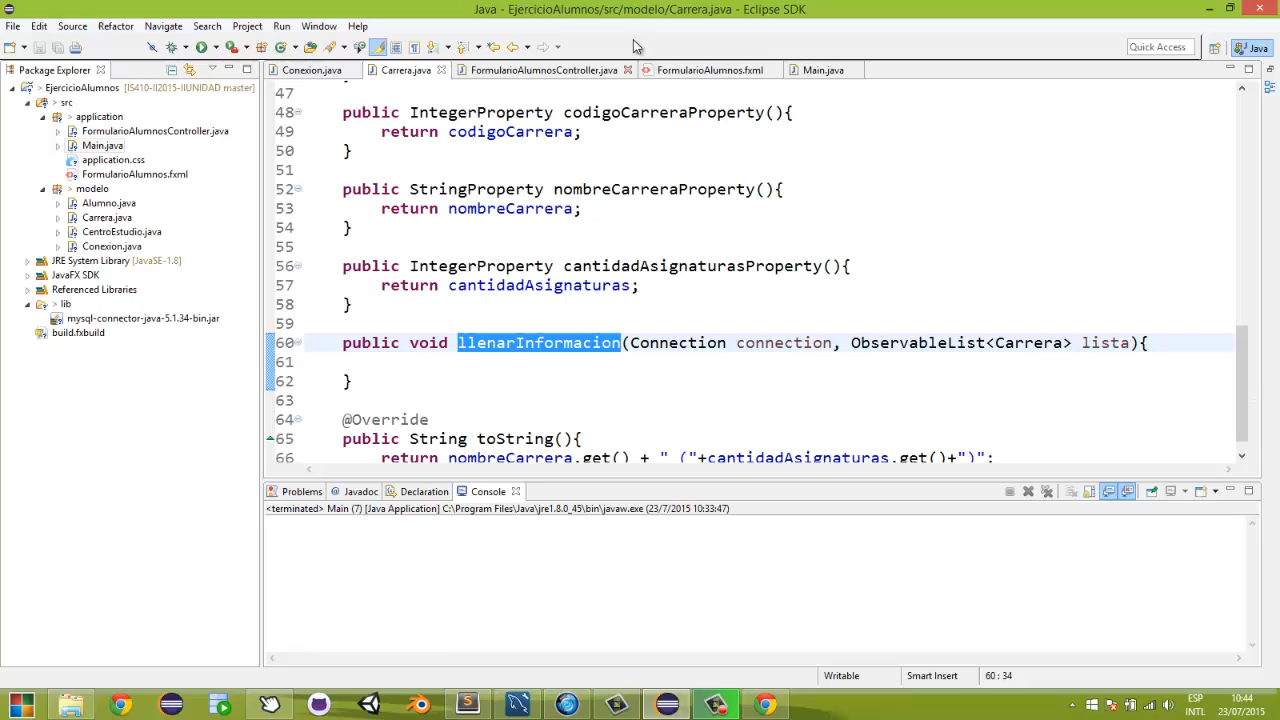 Java - EjercicioAlumnos/src/modelo/Carrera.java - Eclipse SDK
File Edit Source Refactor Navigate Search Project Run Window Help
Quick Access
Java
Package Explorer
Conexion.java
Carrera.java
FormularioAlumnosController.java
FormularioAlumnos.fxml
Main.java
EjercicioAlumnos [IS410-II2015-IIUNIDAD master]
src
application
FormularioAlumnosController.java
Main.java
application.css
FormularioAlumnos.fxml
modelo
Alumno.java
Carrera.java
CentroEstudio.java
Conexion.java
JRE System Library [JavaSE-1.8]
JavaFX SDK
Referenced Libraries
lib
mysql-connector-java-5.1.34-bin.jar
build.fxbuild
47
48 public IntegerProperty codigoCarreraProperty(){
49 return codigoCarrera;
50 }
51
52 public StringProperty nombreCarreraProperty(){
53 return nombreCarrera;
54 }
55
56 public IntegerProperty cantidadAsignaturasProperty(){
57 return cantidadAsignaturas;
58 }
59
60 public void llenarInformacion(Connection connection, ObservableList<Carrera> lista){
61
62 }
63
64 @Override
65 public String toString(){
66 return nombreCarrera.get() + " ("+cantidadAsignaturas.get()+")";
Problems Javadoc Declaration Console
<terminated> Main (7) [Java Application] C:\Program Files\Java\jre1.8.0_45\bin\javaw.exe (23/7/2015 10:33:47)
Writable Smart Insert 60 : 34
ESP
INTL
10:44
23/07/2015